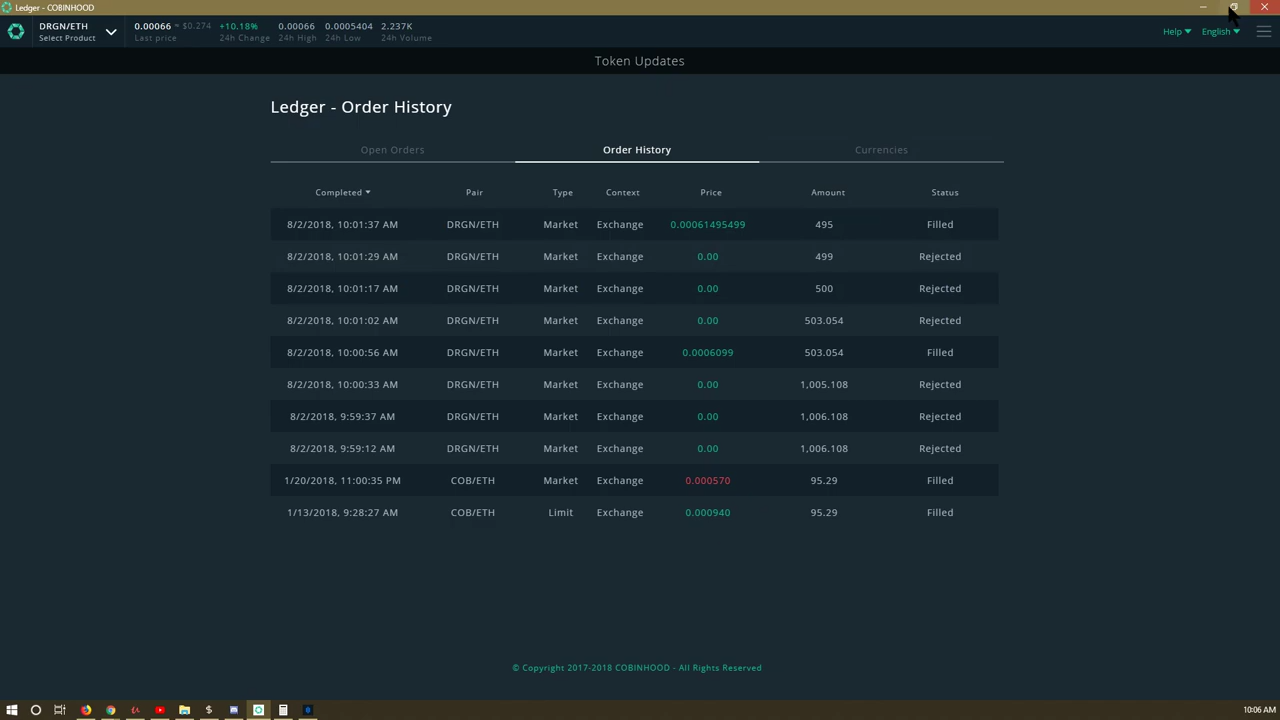 Ledger - COBINHOOD
DRGN/ETH
Select Product
0.00066 ≈ $0.274
Last price
+10.18%
24h Change
0.00066
24h High
0.0005404
24h Low
2.237K
24h Volume
Help
English
Token Updates
Ledger - Order History
Open Orders Order History Currencies
Completed Pair Type Context Price Amount Status
8/2/2018, 10:01:37 AM DRGN/ETH Market Exchange 0.00061495499 495 Filled
8/2/2018, 10:01:29 AM DRGN/ETH Market Exchange 0.00 499 Rejected
8/2/2018, 10:01:17 AM DRGN/ETH Market Exchange 0.00 500 Rejected
8/2/2018, 10:01:02 AM DRGN/ETH Market Exchange 0.00 503.054 Rejected
8/2/2018, 10:00:56 AM DRGN/ETH Market Exchange 0.0006099 503.054 Filled
8/2/2018, 10:00:33 AM DRGN/ETH Market Exchange 0.00 1,005.108 Rejected
8/2/2018, 9:59:37 AM DRGN/ETH Market Exchange 0.00 1,006.108 Rejected
8/2/2018, 9:59:12 AM DRGN/ETH Market Exchange 0.00 1,006.108 Rejected
1/20/2018, 11:00:35 PM COB/ETH Market Exchange 0.000570 95.29 Filled
1/13/2018, 9:28:27 AM COB/ETH Limit Exchange 0.000940 95.29 Filled
© Copyright 2017-2018 COBINHOOD - All Rights Reserved
10:06 AM